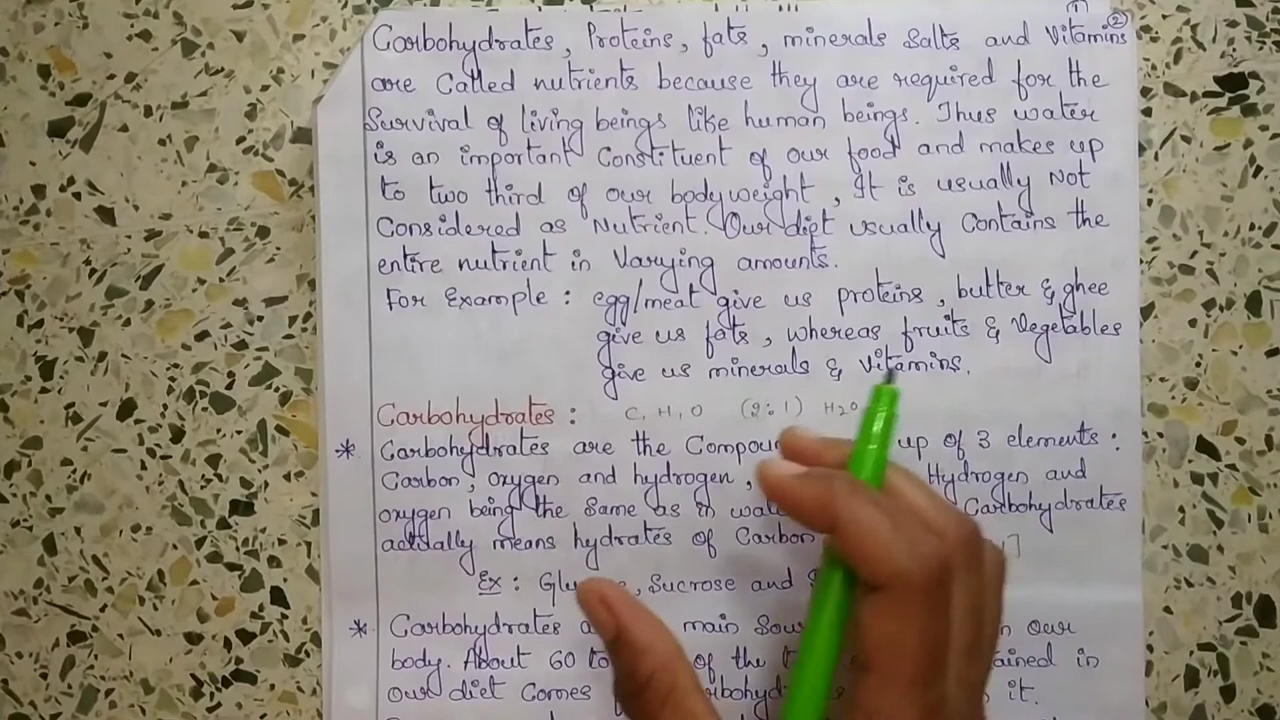 Carbohydrates, Proteins, fats, minerals Salts and Vitamins
are Called nutrients because they are required for the
Survival of living beings like human beings. Thus water
is an important Constituent of our food and makes up
to two third of our bodyweight, It is usually Not
Considered as Nutrient. Our diet usually Contains the
entire nutrient in Varying amounts.
For Example: egg/meat give us proteins, butter & ghee
give us fats, whereas fruits & Vegetables
give us minerals & Vitamins.
Carbohydrates: C, H, O (2:1) H2O
* Carbohydrates are the up of 3 elements:
Carbon, oxygen and hydrogen, Hydrogen and
oxygen being the Same as in Carbohydrates
actually means hydrates of Carbon
Ex: Sucrose and
* Carbohydrates main our
body. About 60 to of the in
our diet Comes it.